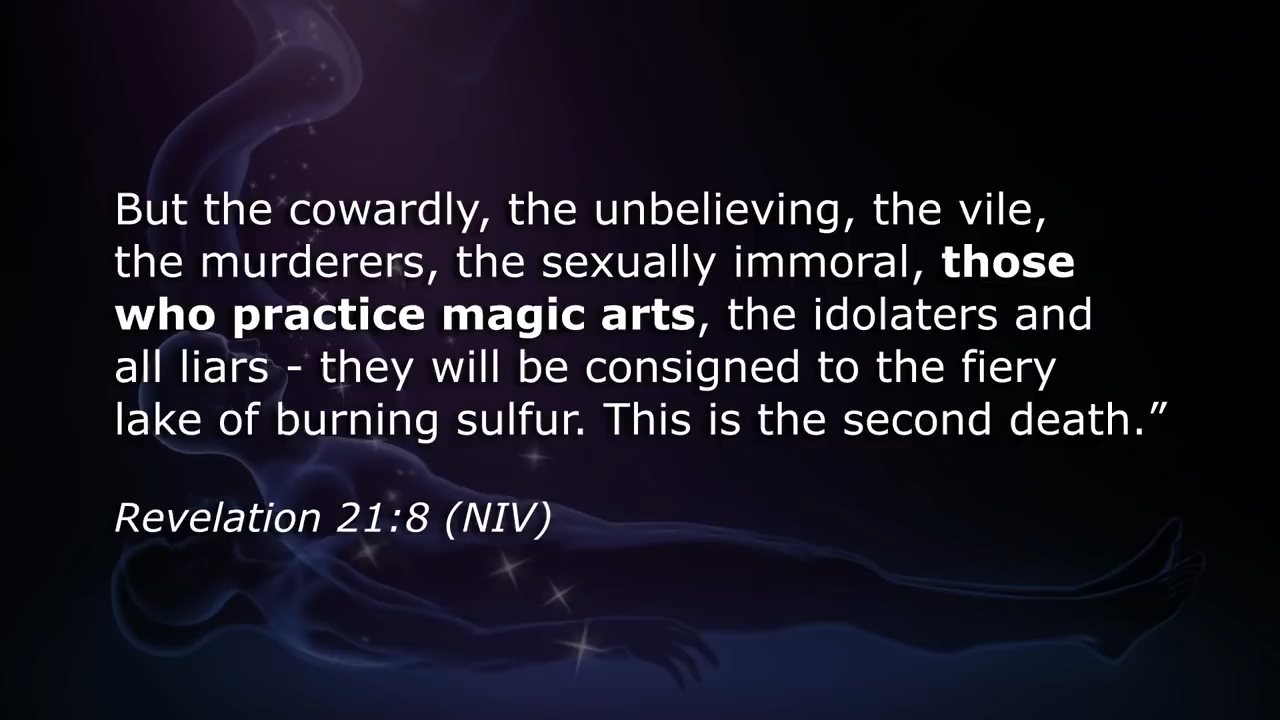 But the cowardly, the unbelieving, the vile,
the murderers, the sexually immoral, those
who practice magic arts, the idolaters and
all liars - they will be consigned to the fiery
lake of burning sulfur. This is the second death.”
Revelation 21:8 (NIV)